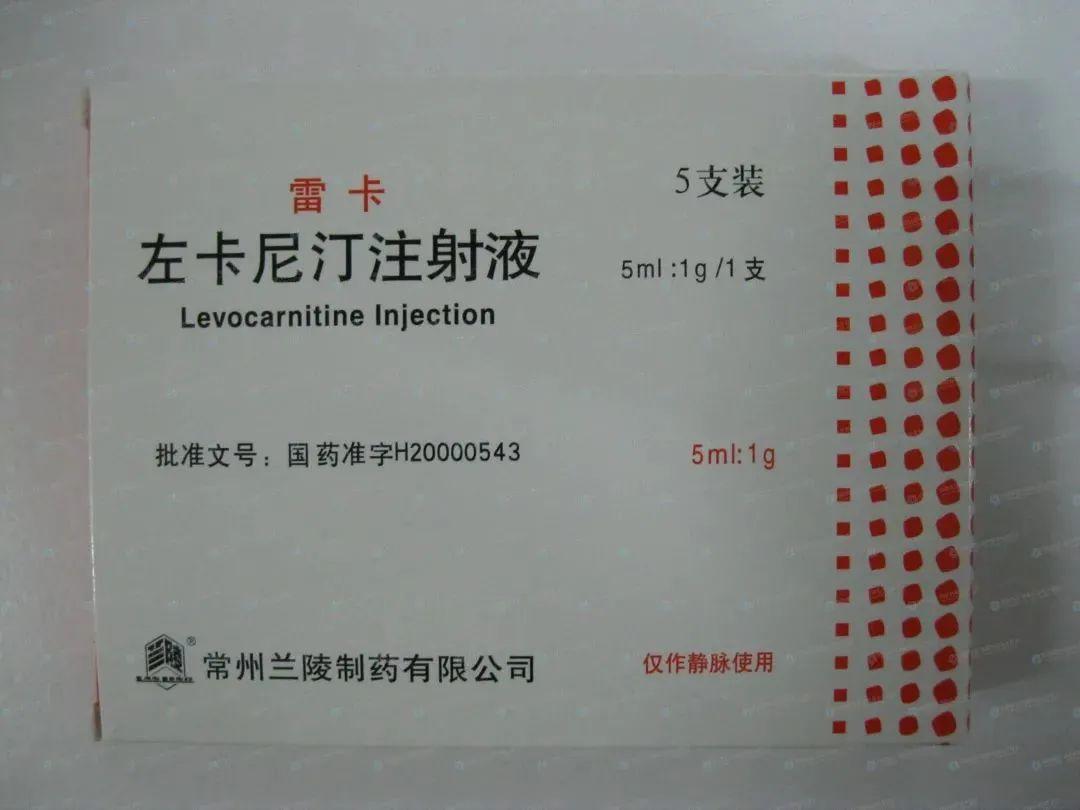 雷卡
5支装
左卡尼汀注射液
5ml:1g/1支
Levocarnitine Injection
批准文号：国药准字H20000543
5ml:1g
兰陵®
常州兰陵制药有限公司
仅作静脉使用